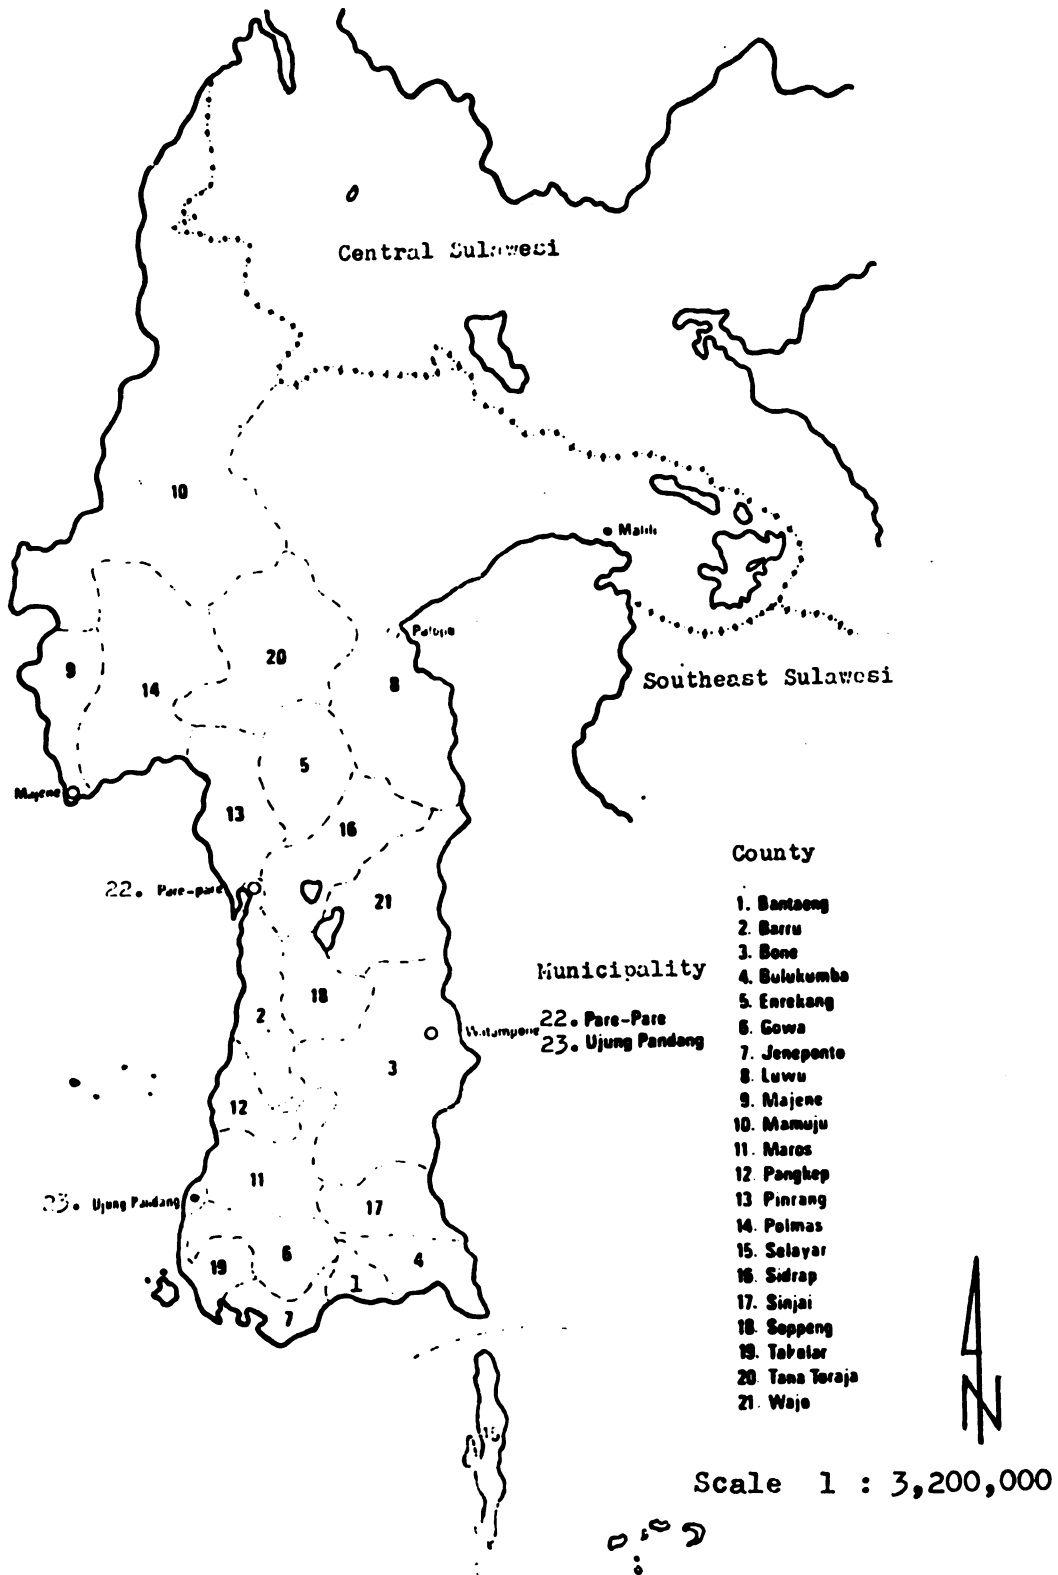 Central Sulawesi
10
Malili
Palopo
9
20
14
8
Southeast Sulawesi
5
Majene
13
16
County
22. Pare-pare
21
1. Bantaeng
2. Barru
3. Bone
Municipality
4. Bulukumba
18
5. Enrekang
2
Watampone
22. Pare-Pare
6. Gowa
23. Ujung Pandang
7. Jeneponto
3
8. Luwu
9. Majene
12
10. Mamuju
11. Maros
11
12. Pangkep
23. Ujung Pandang
13. Pinrang
17
14. Polmas
6
4
15. Selayar
19
1
16. Sidrap
17. Sinjai
7
18. Soppeng
19. Takalar
20. Tana Toraja
21. Wajo
15
N
Scale 1 : 3,200,000